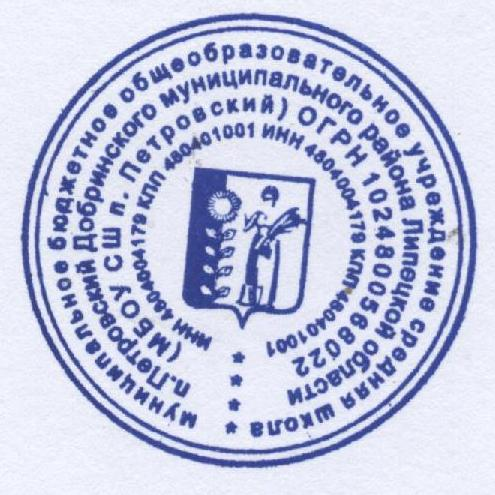 муниципальное бюджетное общеобразовательное учреждение средняя школа
п.Петровский Добринского муниципального района Липецкой области
(МБОУ СШ п. Петровский) ОГРН 1024800568022
ИНН 4804004179 КПП 480401001 ИНН 4804004179 КПП 480401001
* * * *